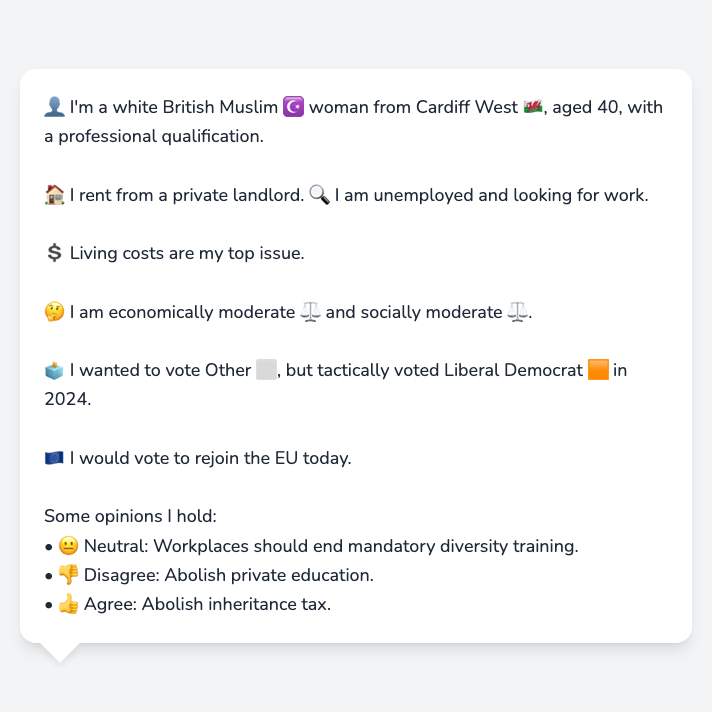 👤 I'm a white British Muslim ☪️ woman from Cardiff West 🏴󠁧󠁢󠁷󠁬󠁳󠁿, aged 40, with
a professional qualification.
🏠 I rent from a private landlord. 🔍 I am unemployed and looking for work.
💲 Living costs are my top issue.
🤔 I am economically moderate ⚖️ and socially moderate ⚖️.
🗳️ I wanted to vote Other ⬜, but tactically voted Liberal Democrat 🟧 in
2024.
🇪🇺 I would vote to rejoin the EU today.
Some opinions I hold:
• 😐 Neutral: Workplaces should end mandatory diversity training.
• 👎 Disagree: Abolish private education.
• 👍 Agree: Abolish inheritance tax.